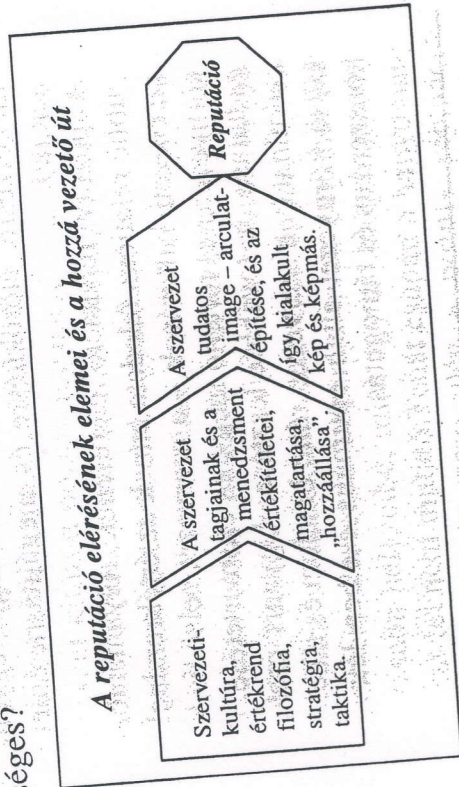 séges?
A reputáció elérésének elemei és a hozzá vezető út
Szervezeti-
kultúra,
értékrend
filozófia,
stratégia,
taktika.
A szervezet
tagjainak és a
menedzsment
értékítéletei,
magatartása,
„hozzáállása”.
A szervezet
tudatos
image – arculat-
építése, és az
így kialakult
kép és képmás.
Reputáció